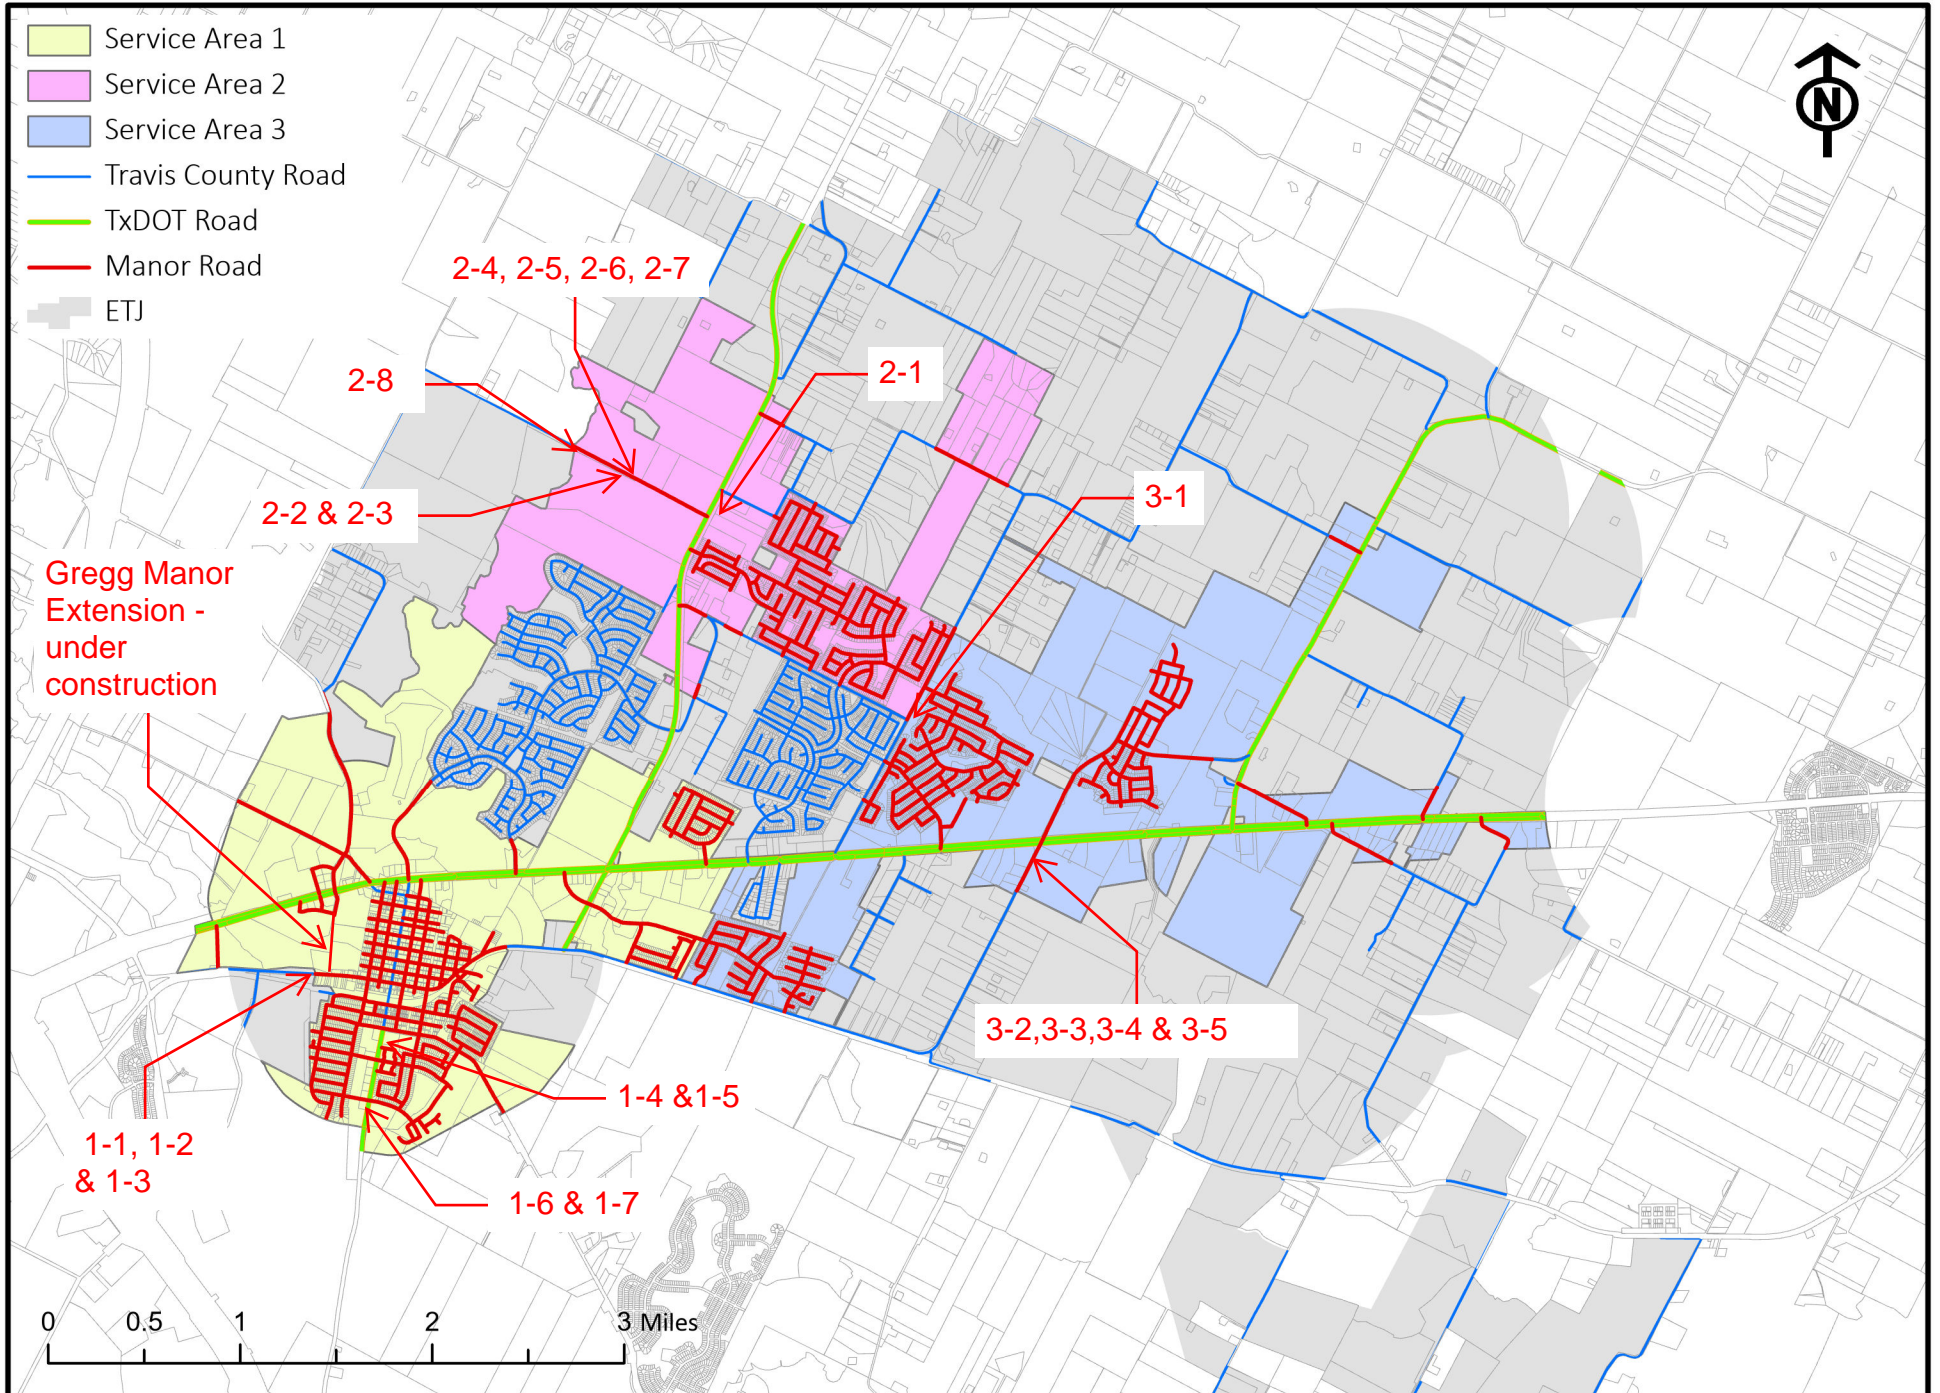 Service Area 1
Service Area 2
Service Area 3
Travis County Road
TxDOT Road
Manor Road
ETJ
N
2-4, 2-5, 2-6, 2-7
2-8
2-1
2-2 & 2-3
3-1
Gregg Manor
Extension -
under
construction
3-2,3-3,3-4 & 3-5
1-4 &1-5
1-1, 1-2
& 1-3
1-6 & 1-7
0 0.5 1 2 3 Miles